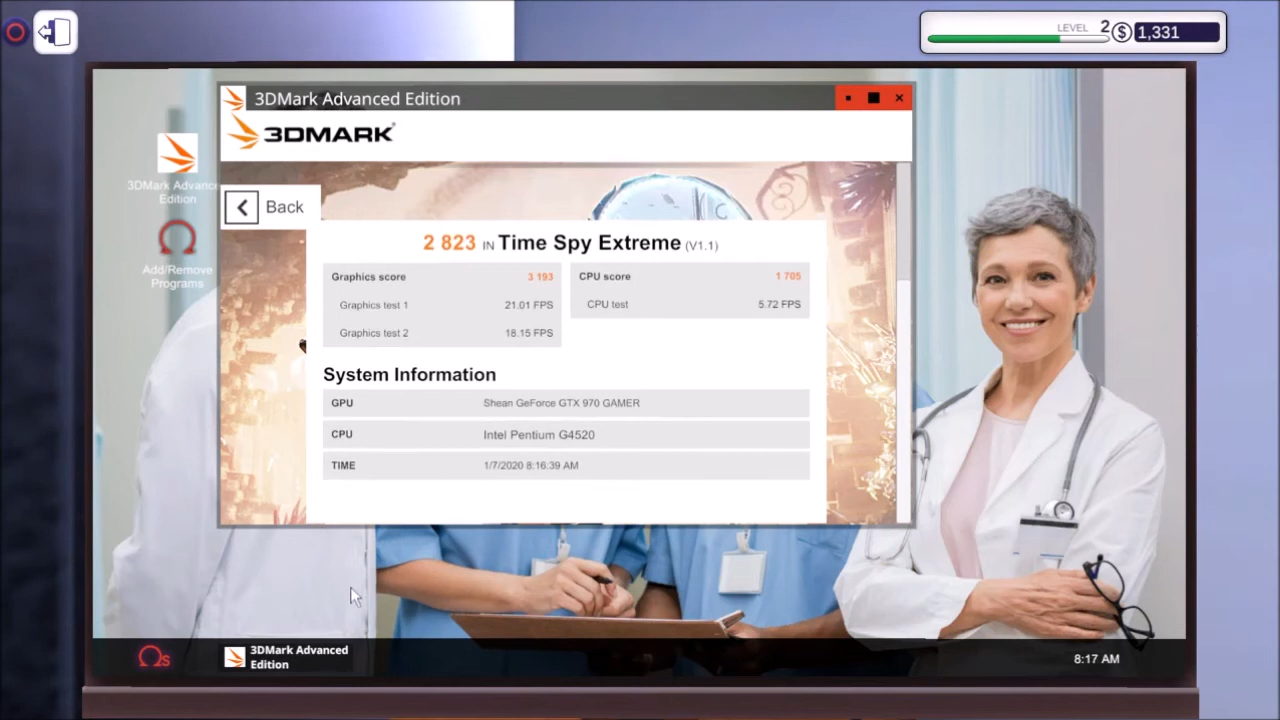 LEVEL 2 $ 1,331
3DMark Advanced Edition
3DMARK
3DMark Advance
Edition
Add/Remove
Programs
Back
2 823 IN Time Spy Extreme (V1.1)
Graphics score 3 193
Graphics test 1 21.01 FPS
Graphics test 2 18.15 FPS
CPU score 1 705
CPU test 5.72 FPS
System Information
GPU Shean GeForce GTX 970 GAMER
CPU Intel Pentium G4520
TIME 1/7/2020 8:16:39 AM
Ωs
3DMark Advanced
Edition
8:17 AM